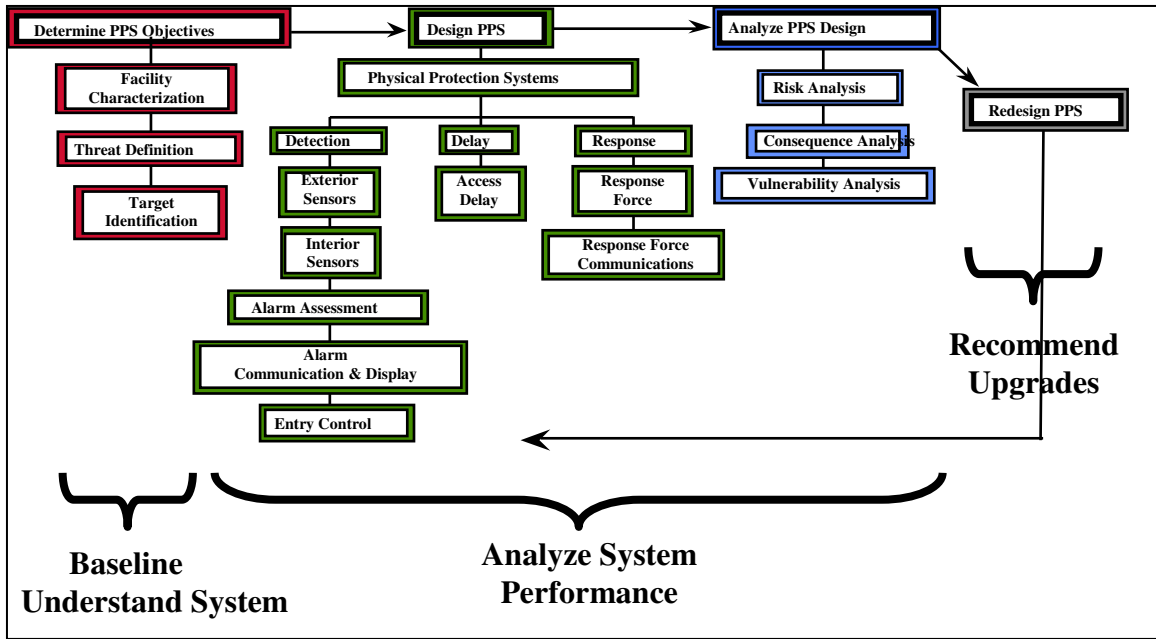 Determine PPS Objectives
Design PPS
Analyze PPS Design
Facility
Characterization
Physical Protection Systems
Risk Analysis
Redesign PPS
Threat Definition
Detection
Delay
Response
Consequence Analysis
Target
Identification
Exterior
Sensors
Access
Delay
Response
Force
Vulnerability Analysis
Interior
Sensors
Response Force
Communications
Alarm Assessment
Alarm
Communication & Display
Entry Control
Recommend
Upgrades
Baseline
Understand System
Analyze System
Performance